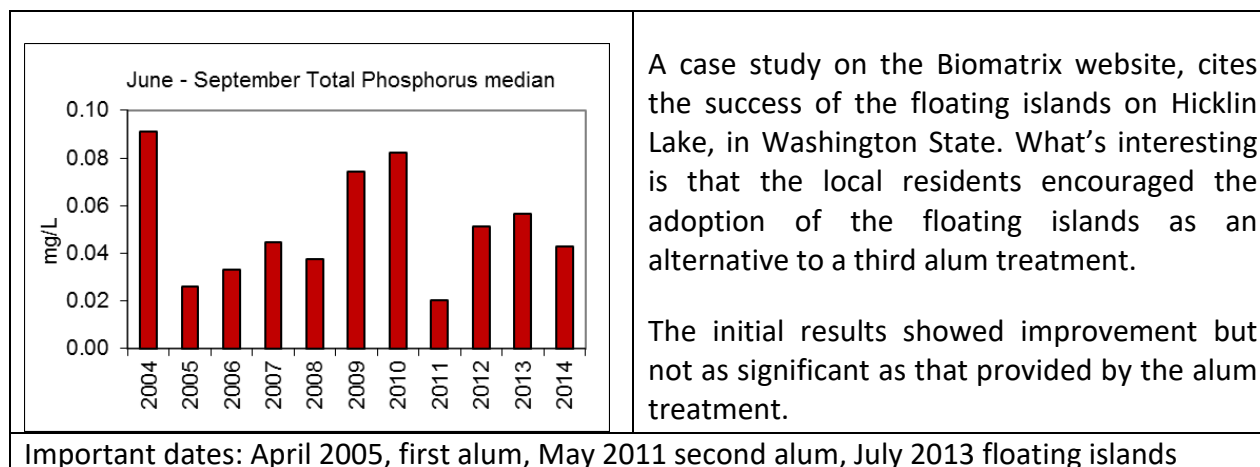 June - September Total Phosphorus median
0.10
0.08
0.06
0.04
0.02
0.00
mg/L
2004
2005
2006
2007
2008
2009
2010
2011
2012
2013
2014
A case study on the Biomatrix website, cites
the success of the floating islands on Hicklin
Lake, in Washington State. What’s interesting
is that the local residents encouraged the
adoption of the floating islands as an
alternative to a third alum treatment.
The initial results showed improvement but
not as significant as that provided by the alum
treatment.
Important dates: April 2005, first alum, May 2011 second alum, July 2013 floating islands